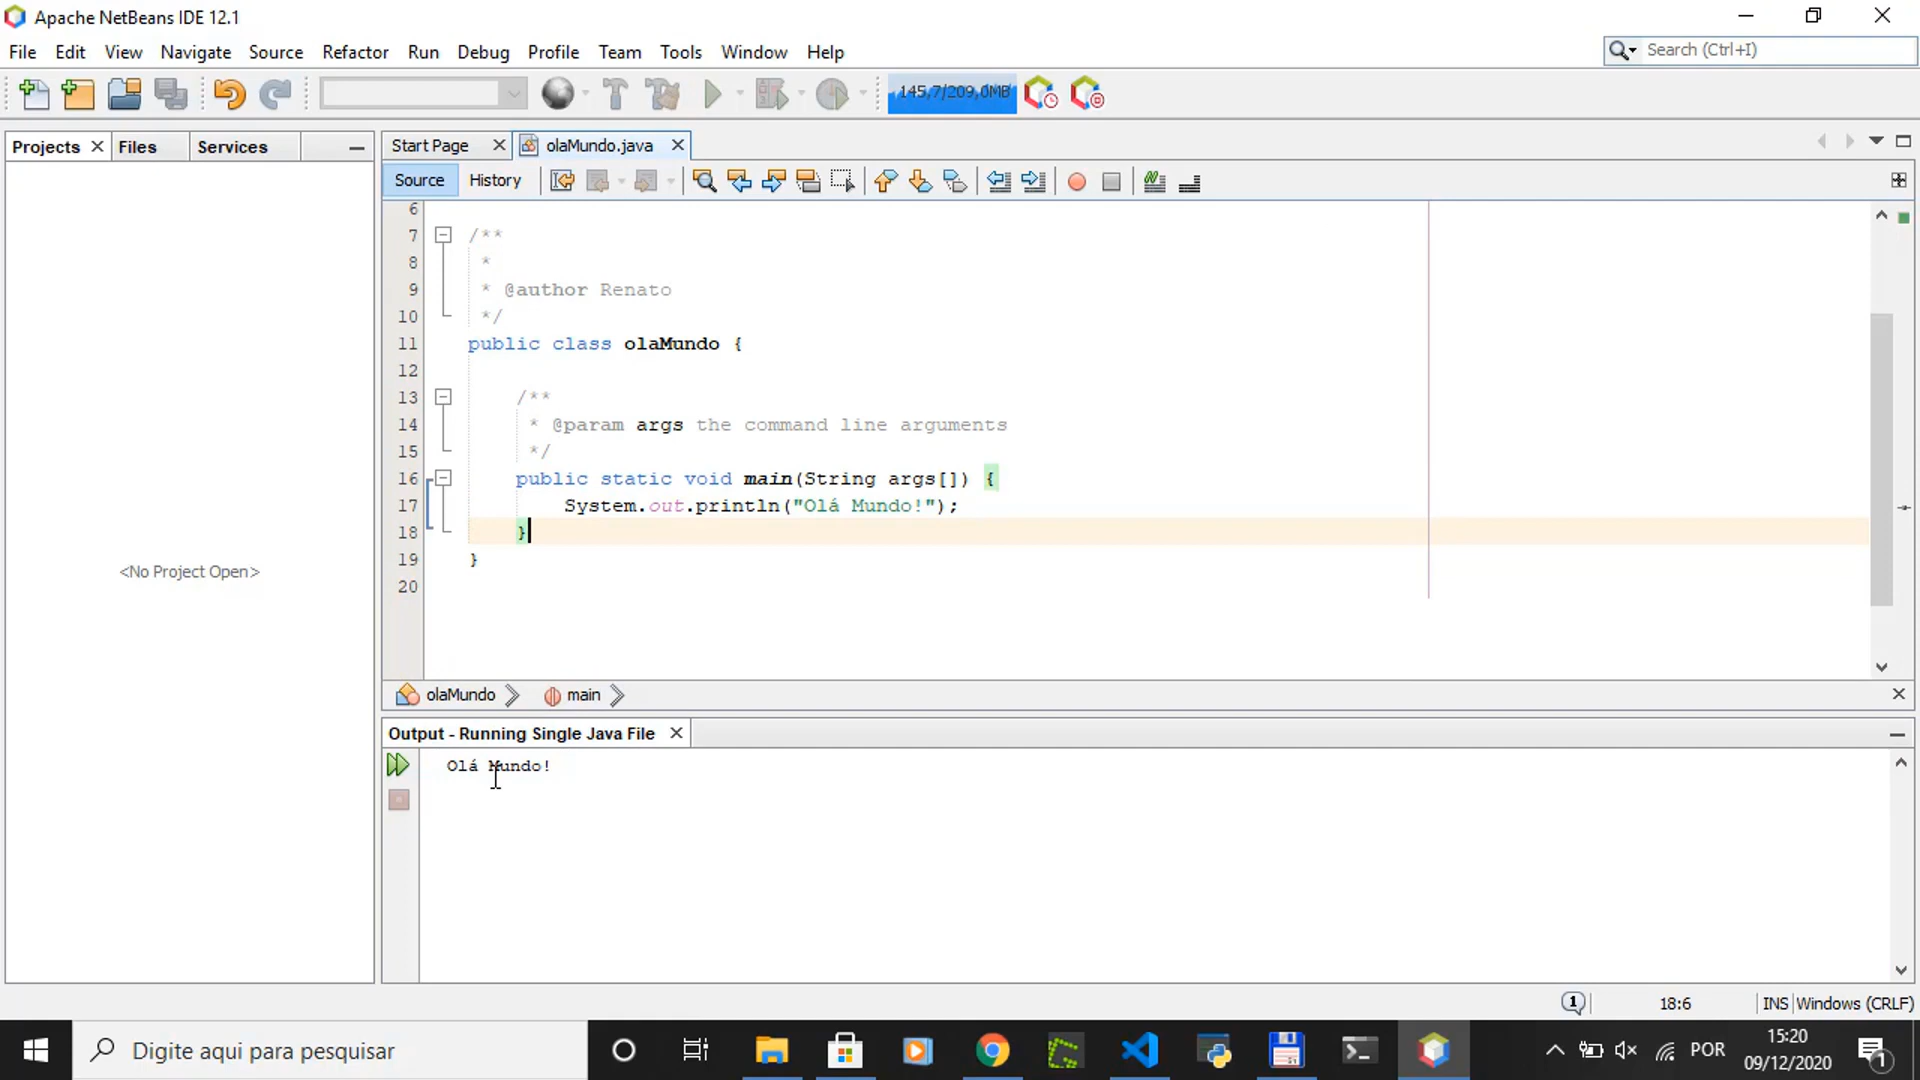 Apache NetBeans IDE 12.1
File Edit View Navigate Source Refactor Run Debug Profile Team Tools Window Help
Search (Ctrl+I)
145,7/209,0MB
Projects Files Services
Start Page olaMundo.java
Source History
6
7 /**
8 *
9 * @author Renato
10 */
11 public class olaMundo {
12
13 /**
14 * @param args the command line arguments
15 */
16 public static void main(String args[]) {
17 System.out.println("Olá Mundo!");
18 }
19 }
20
<No Project Open>
olaMundo main
Output - Running Single Java File
Olá Mundo!
1 18:6 INS Windows (CRLF)
Digite aqui para pesquisar
POR
15:20
09/12/2020
1